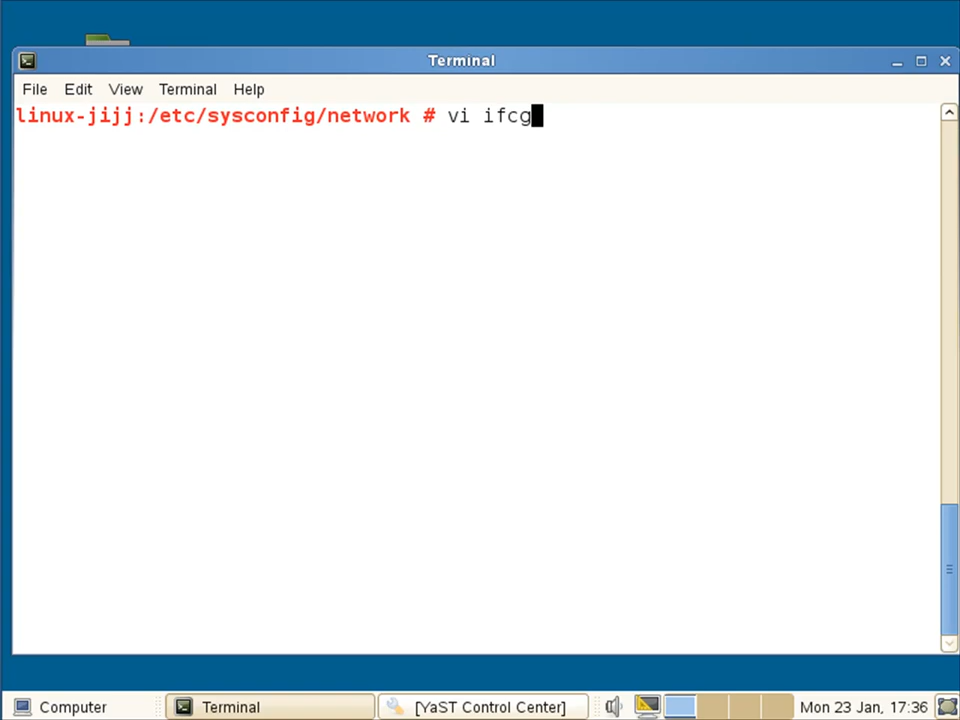 Terminal
File Edit View Terminal Help
linux-jijj:/etc/sysconfig/network # vi ifcg
Computer Terminal [YaST Control Center] Mon 23 Jan, 17:36